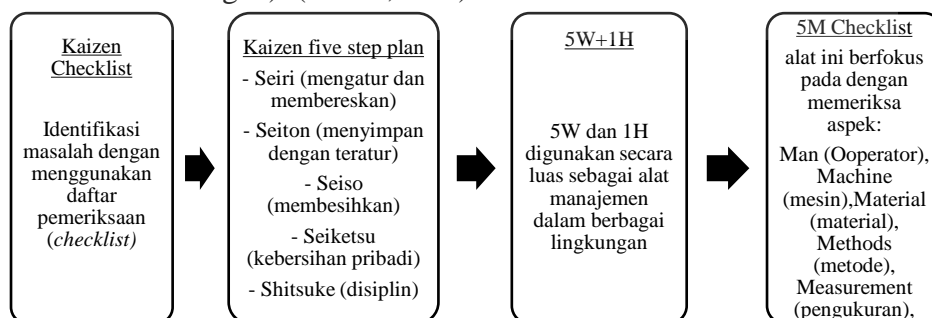 Kaizen
Checklist
Identifikasi
masalah dengan
menggunakan
daftar
pemeriksaan
(checklist)
Kaizen five step plan
- Seiri (mengatur dan
membereskan)
- Seiton (menyimpan
dengan teratur)
- Seiso
(membesihkan)
- Seiketsu
(kebersihan pribadi)
- Shitsuke (disiplin)
5W+1H
5W dan 1H
digunakan secara
luas sebagai alat
manajemen
dalam berbagai
lingkungan
5M Checklist
alat ini berfokus
pada dengan
memeriksa
aspek:
Man (Ooperator),
Machine
(mesin),Material
(material),
Methods
(metode),
Measurement
(pengukuran),